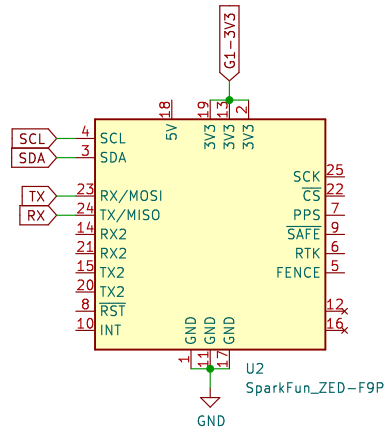 G1-3V3
18
19
13
2
5V
3V3
3V3
3V3
SCL
4
SCL
SDA
3
SDA
TX
23
RX/MOSI
RX
24
TX/MISO
14
RX2
21
RX2
15
TX2
20
TX2
8
RST
10
INT
SCK
25
CS
22
PPS
7
SAFE
9
RTK
6
FENCE
5
12
16
GND
GND
GND
1
11
17
U2
SparkFun_ZED-F9P
GND